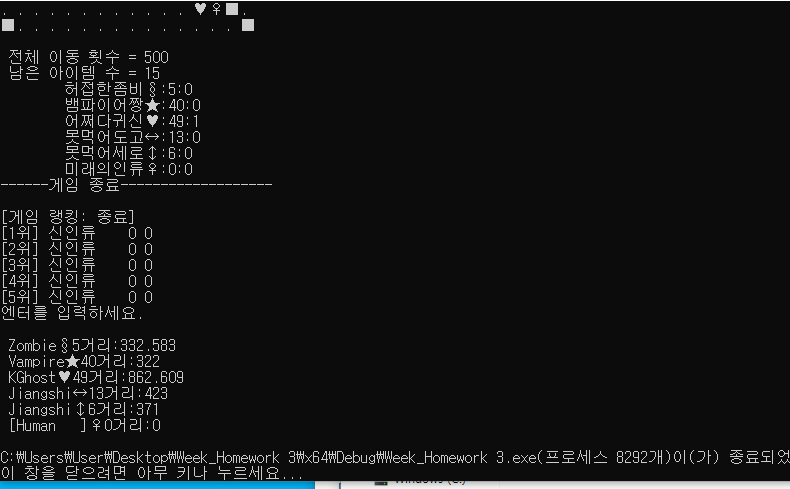 . . . . . . . . . . . . ♥♀■.
■. . . . . . . . . . . . . . . ■
전체 이동 횟수 = 500
남은 아이템 수 = 15
허접한좀비§:5:0
뱀파이어짱★:40:0
어쩌다귀신♥:49:1
못먹어도고↔:13:0
못먹어세로↕:6:0
미래의인류♀:0:0
------게임 종료-------------------
[게임 랭킹: 종료]
[1위] 신인류 0 0
[2위] 신인류 0 0
[3위] 신인류 0 0
[4위] 신인류 0 0
[5위] 신인류 0 0
엔터를 입력하세요.
Zombie§5거리:332.583
Vampire★40거리:322
KGhost♥49거리:862.609
Jiangshi↔13거리:423
Jiangshi↕6거리:371
[Human ]♀0거리:0
C:₩Users₩User₩Desktop₩Week_Homework 3₩x64₩Debug₩Week_Homework 3.exe(프로세스 8292개)이(가) 종료되었
이 창을 닫으려면 아무 키나 누르세요...